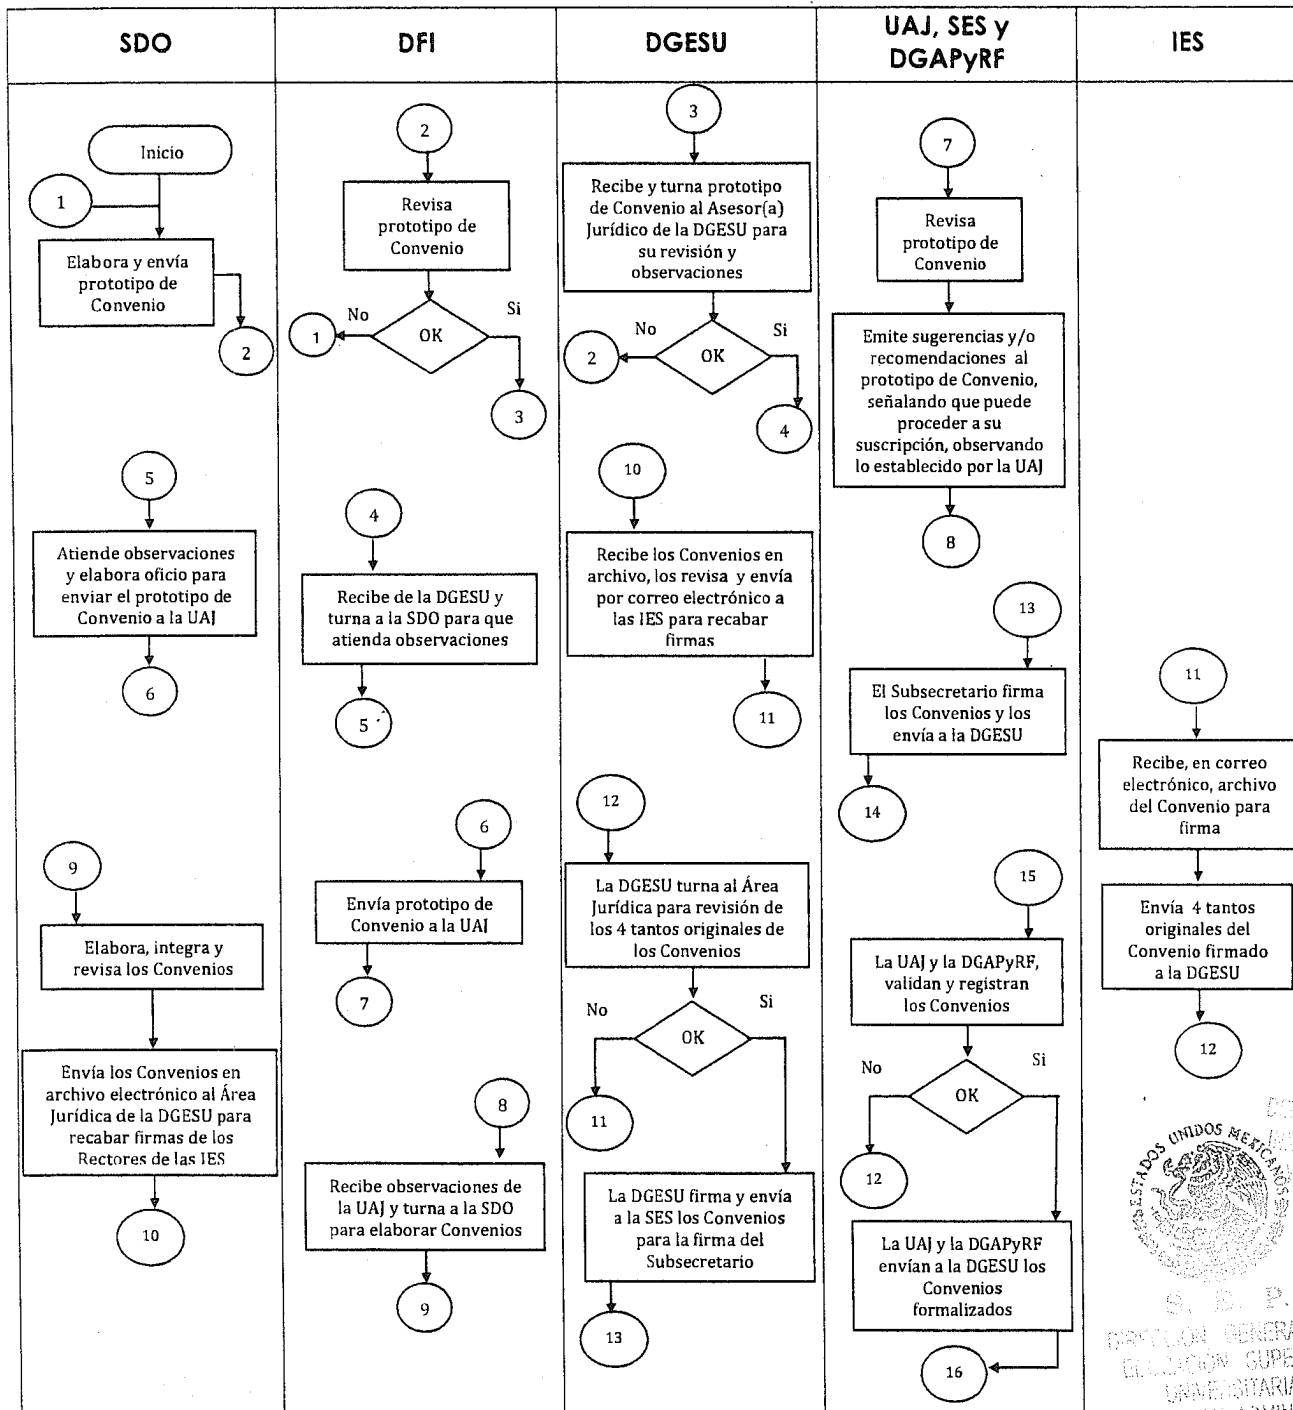 SDO
DFI
DGESU
UAJ, SES y
DGAPyRF
IES
Inicio
1
Elabora y envía
prototipo de
Convenio
2
5
Atiende observaciones
y elabora oficio para
enviar el prototipo de
Convenio a la UAJ
6
9
Elabora, integra y
revisa los Convenios
Envía los Convenios en
archivo electrónico al Área
Jurídica de la DGESU para
recabar firmas de los
Rectores de las IES
10
2
Revisa
prototipo de
Convenio
No
Si
1
OK
3
4
Recibe de la DGESU y
turna a la SDO para que
atienda observaciones
5
6
Envía prototipo de
Convenio a la UAJ
7
8
Recibe observaciones de
la UAJ y turna a la SDO
para elaborar Convenios
9
3
Recibe y turna prototipo
de Convenio al Asesor(a)
Jurídico de la DGESU para
su revisión y
observaciones
No
Si
2
OK
4
10
Recibe los Convenios en
archivo, los revisa y envía
por correo electrónico a
las IES para recabar
firmas
11
12
La DGESU turna al Área
Jurídica para revisión de
los 4 tantos originales de
los Convenios
No
Si
OK
11
La DGESU firma y envía
a la SES los Convenios
para la firma del
Subsecretario
13
7
Revisa
prototipo de
Convenio
Emite sugerencias y/o
recomendaciones al
prototipo de Convenio,
señalando que puede
proceder a su
suscripción, observando
lo establecido por la UAJ
8
13
El Subsecretario firma
los Convenios y los
envía a la DGESU
14
15
La UAJ y la DGAPyRF,
validan y registran
los Convenios
No
Si
OK
12
La UAJ y la DGAPyRF
envían a la DGESU los
Convenios
formalizados
16
11
Recibe, en correo
electrónico, archivo
del Convenio para
firma
Envía 4 tantos
originales del
Convenio firmado
a la DGESU
12
ESTADOS UNIDOS MEXICANOS
S. E. P.
DIRECCION GENERA
EDUCACION SUPE
UNIVERSITARIA